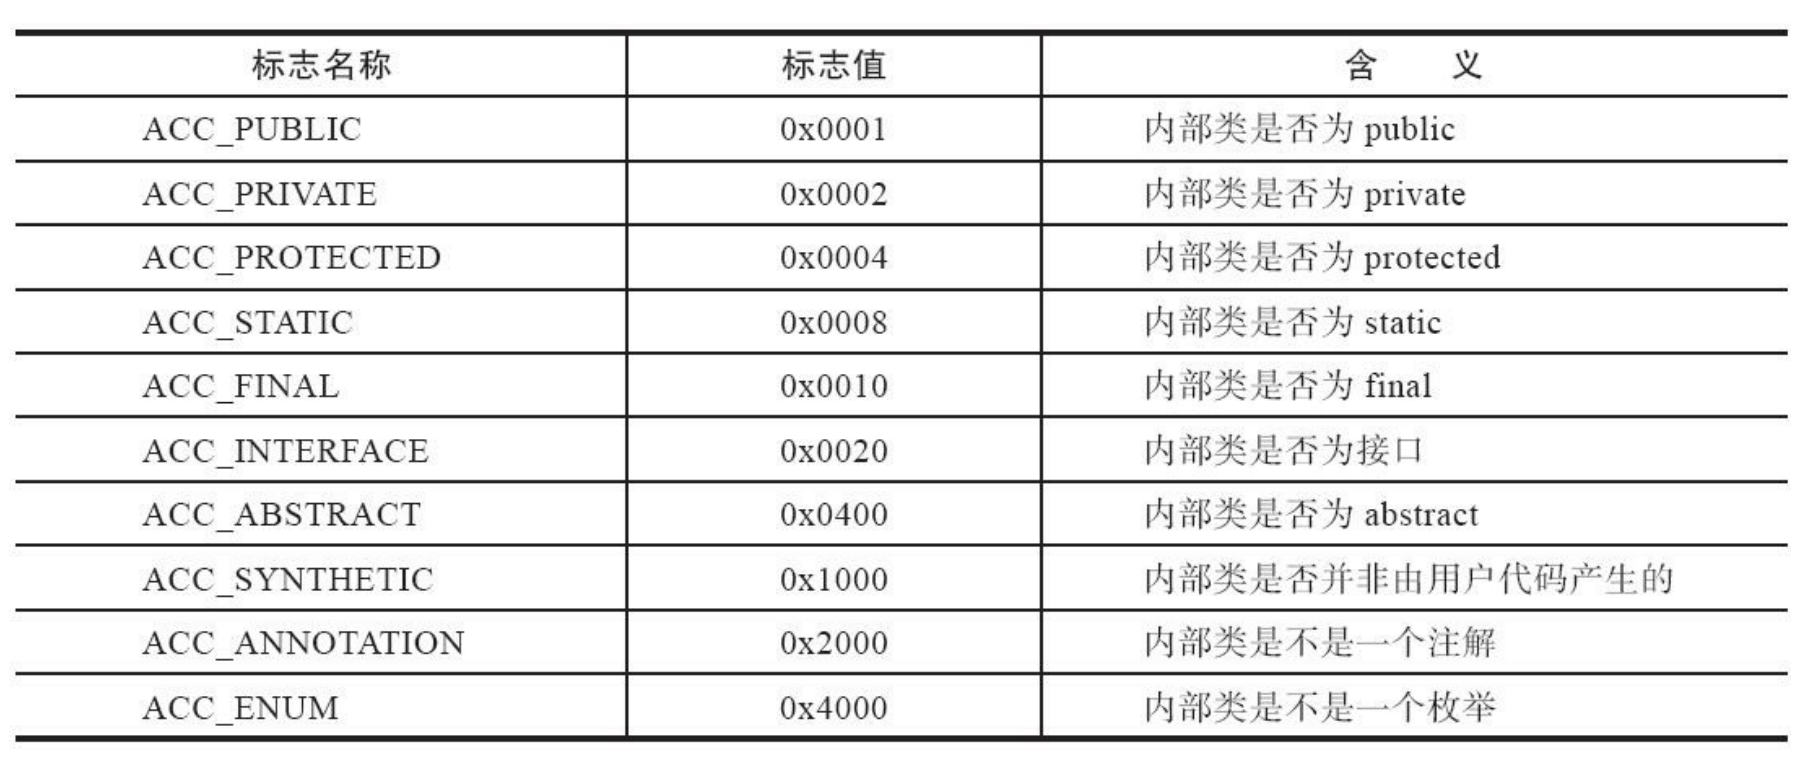 标志名称 标志值 含 义
ACC_PUBLIC 0x0001 内部类是否为 public
ACC_PRIVATE 0x0002 内部类是否为 private
ACC_PROTECTED 0x0004 内部类是否为 protected
ACC_STATIC 0x0008 内部类是否为 static
ACC_FINAL 0x0010 内部类是否为 final
ACC_INTERFACE 0x0020 内部类是否为接口
ACC_ABSTRACT 0x0400 内部类是否为 abstract
ACC_SYNTHETIC 0x1000 内部类是否并非由用户代码产生的
ACC_ANNOTATION 0x2000 内部类是不是一个注解
ACC_ENUM 0x4000 内部类是不是一个枚举